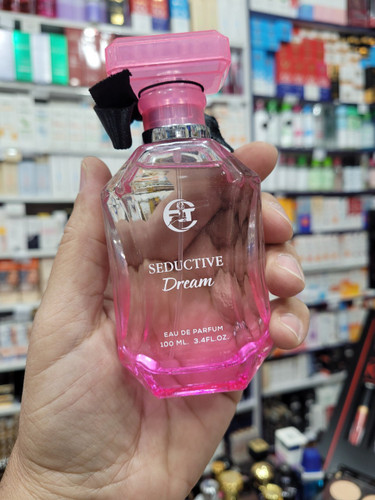 SEDUCTIVE
Dream
EAU DE PARFUM
100 ML. 3.4FL.OZ.